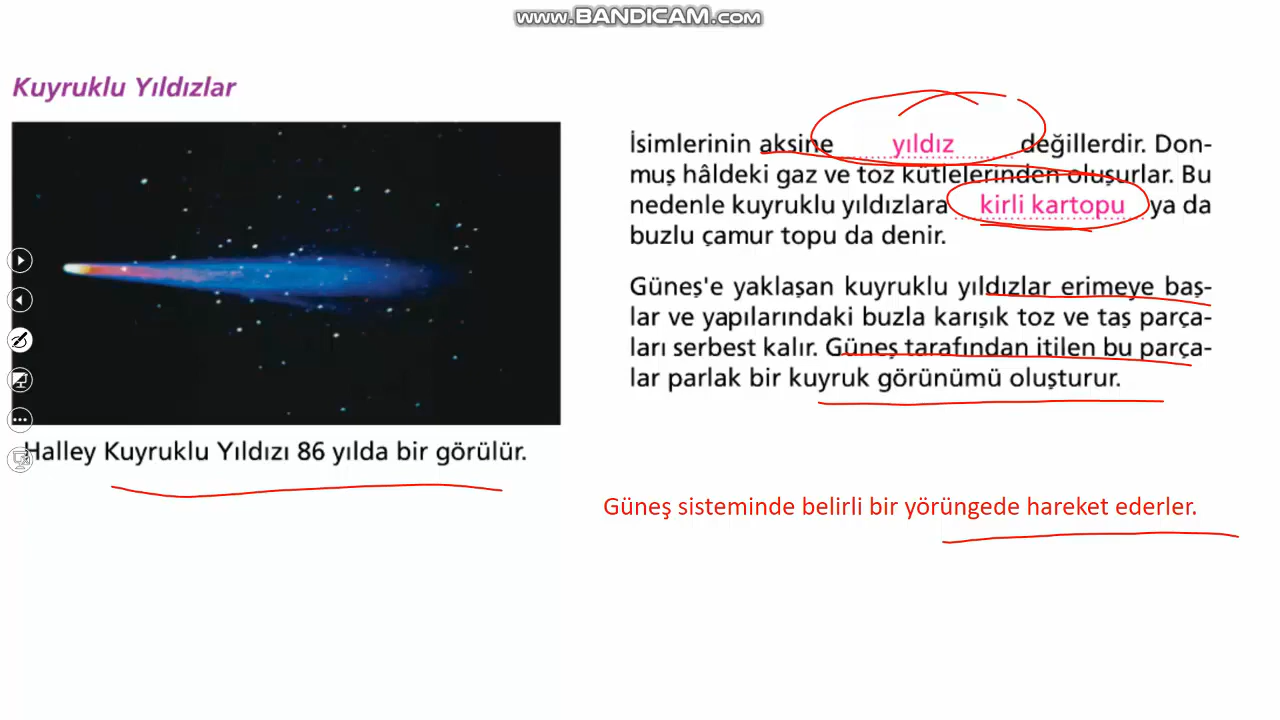 www.BANDICAM.com
Kuyruklu Yıldızlar
İsimlerinin aksine yıldız değillerdir. Don-
muş hâldeki gaz ve toz kütlelerinden oluşurlar. Bu
nedenle kuyruklu yıldızlara kirli kartopu ya da
buzlu çamur topu da denir.
Güneş'e yaklaşan kuyruklu yıldızlar erimeye baş-
lar ve yapılarındaki buzla karışık toz ve taş parça-
ları serbest kalır. Güneş tarafından itilen bu parça-
lar parlak bir kuyruk görünümü oluşturur.
Halley Kuyruklu Yıldızı 86 yılda bir görülür.
Güneş sisteminde belirli bir yörüngede hareket ederler.